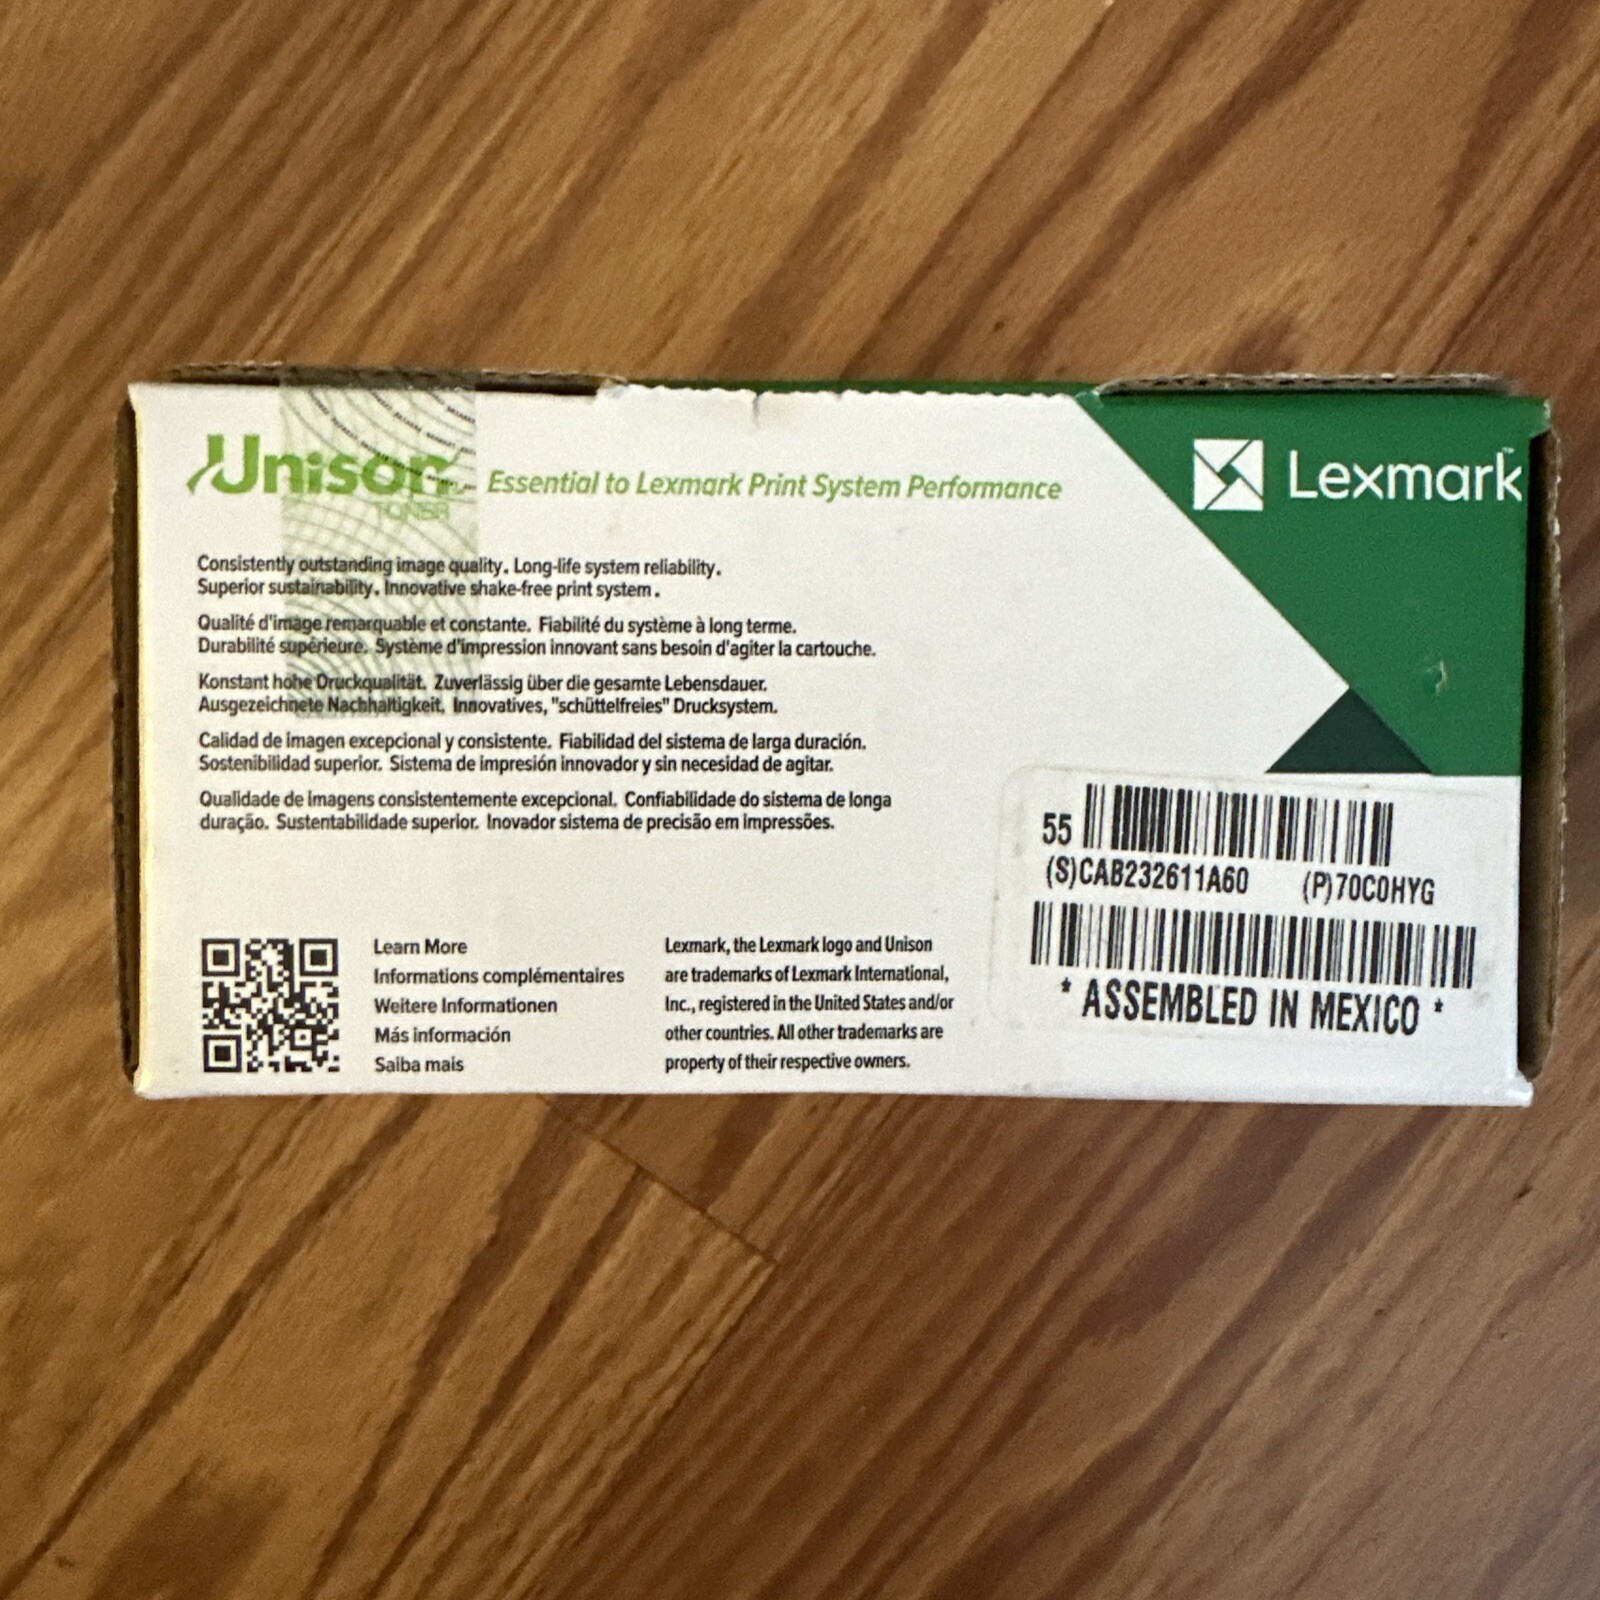 Unison
TONER
Essential to Lexmark Print System Performance
Lexmark™
Consistently outstanding image quality. Long-life system reliability.
Superior sustainability. Innovative shake-free print system.
Qualité d'image remarquable et constante. Fiabilité du système à long terme.
Durabilité supérieure. Système d'impression innovant sans besoin d'agiter la cartouche.
Konstant hohe Druckqualität. Zuverlässig über die gesamte Lebensdauer.
Ausgezeichnete Nachhaltigkeit. Innovatives, "schüttelfreies" Drucksystem.
Calidad de imagen excepcional y consistente. Fiabilidad del sistema de larga duración.
Sostenibilidad superior. Sistema de impresión innovador y sin necesidad de agitar.
Qualidade de imagens consistentemente excepcional. Confiabilidade do sistema de longa
duração. Sustentabilidade superior. Inovador sistema de precisão em impressões.
Learn More
Informations complémentaires
Weitere Informationen
Más información
Saiba mais
Lexmark, the Lexmark logo and Unison
are trademarks of Lexmark International,
Inc., registered in the United States and/or
other countries. All other trademarks are
property of their respective owners.
55
(S)CAB232611A60 (P)70C0HYG
* ASSEMBLED IN MEXICO *